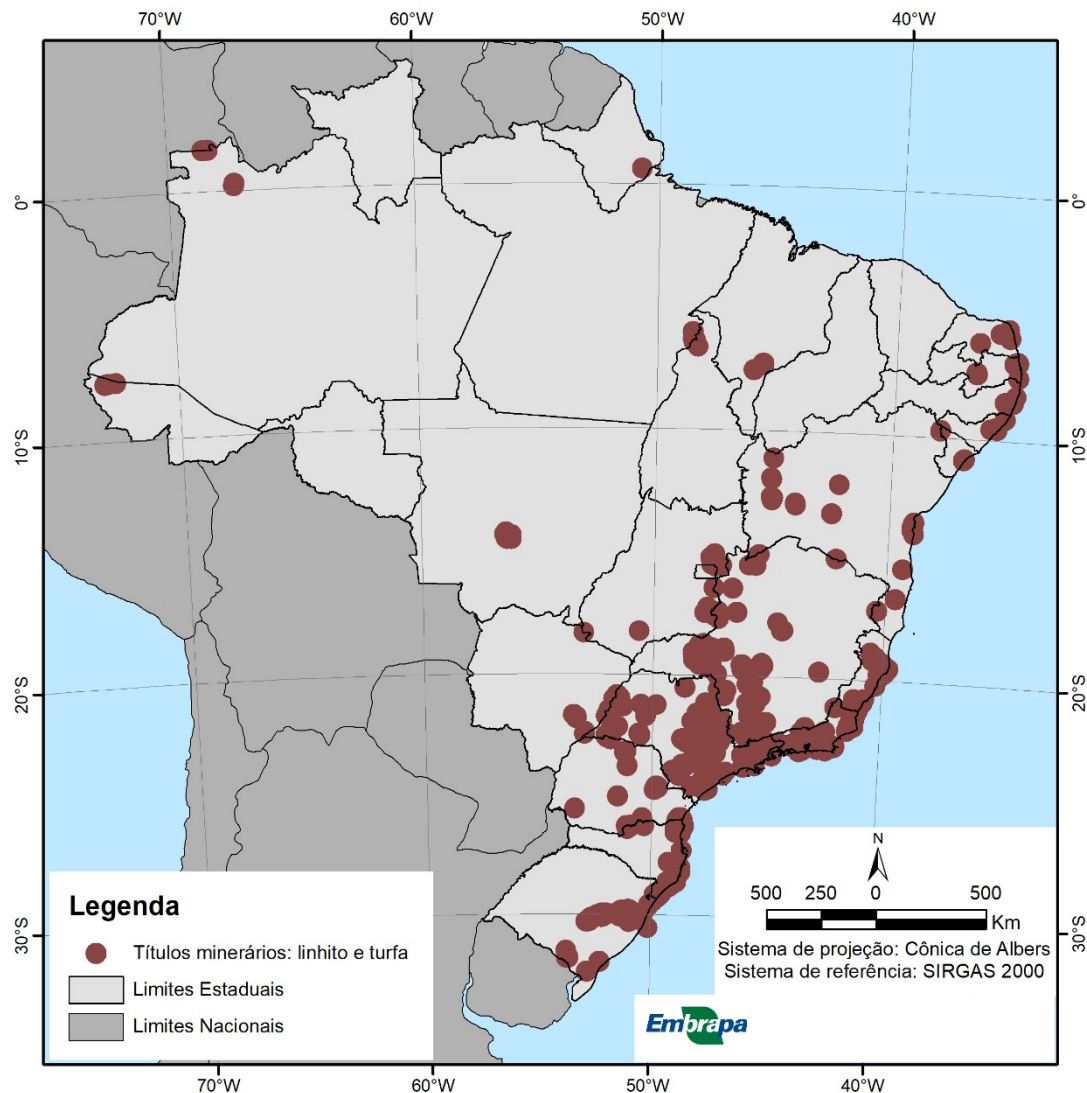 70°W 60°W 50°W 40°W
0° 0°
10°S 10°S
20°S 20°S
30°S 30°S
N
500 250 0 500
Km
Sistema de projeção: Cônica de Albers
Sistema de referência: SIRGAS 2000
Legenda
Títulos minerários: linhito e turfa
Limites Estaduais
Limites Nacionais
Embrapa
70°W 60°W 50°W 40°W